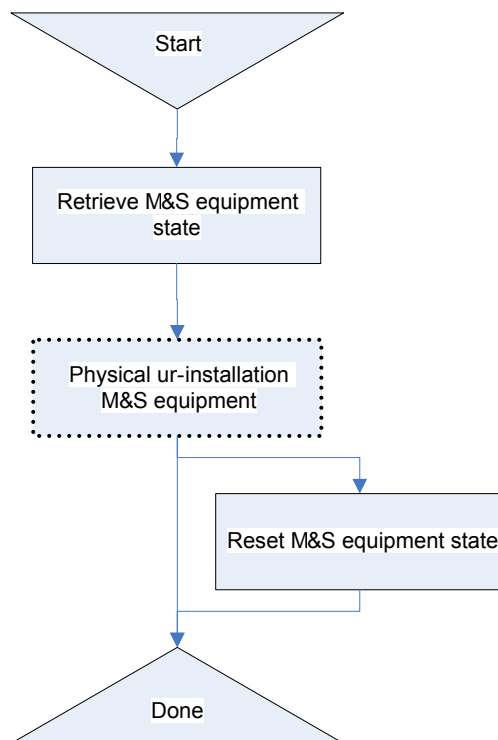 Start
Retrieve M&S equipment
state
Physical ur-installation
M&S equipment
Reset M&S equipment state
Done